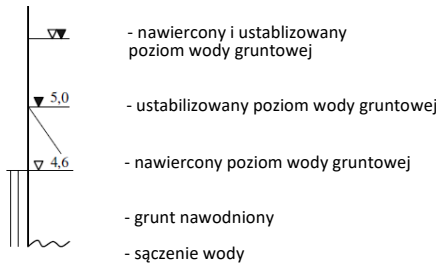 - nawiercony i ustablizowany
poziom wody gruntowej
5,0
- ustabilizowany poziom wody gruntowej
4,6
- nawiercony poziom wody gruntowej
- grunt nawodniony
- sączenie wody